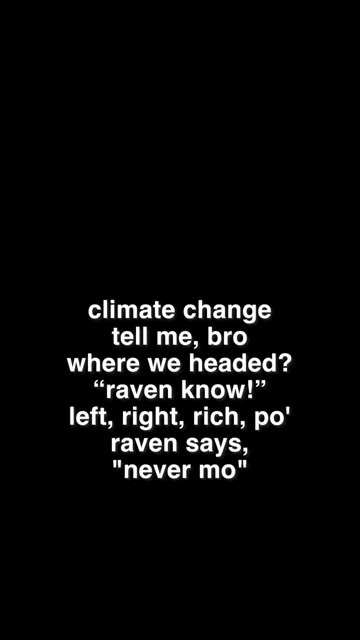 climate change
tell me, bro
where we headed?
“raven know!”
left, right, rich, po'
raven says,
"never mo"